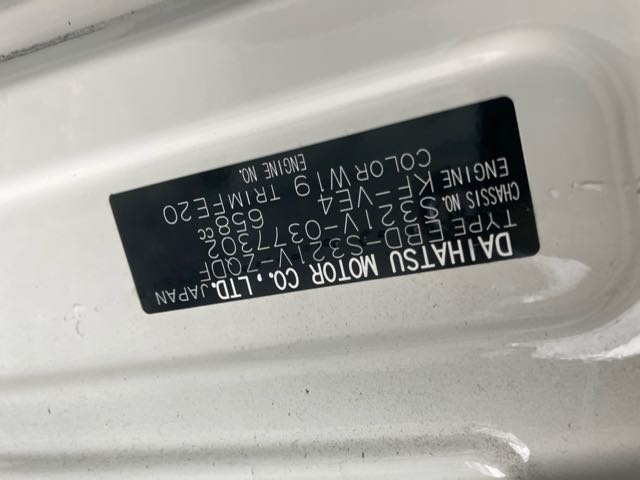 DAIHATSU MOTOR CO., LTD. JAPAN
TYPE EBD-S321V-ZQDF
CHASSIS NO. S321V-0377302
ENGINE KF-VE4 658cc
COLOR W19 TRIM FE20
ENGINE NO.